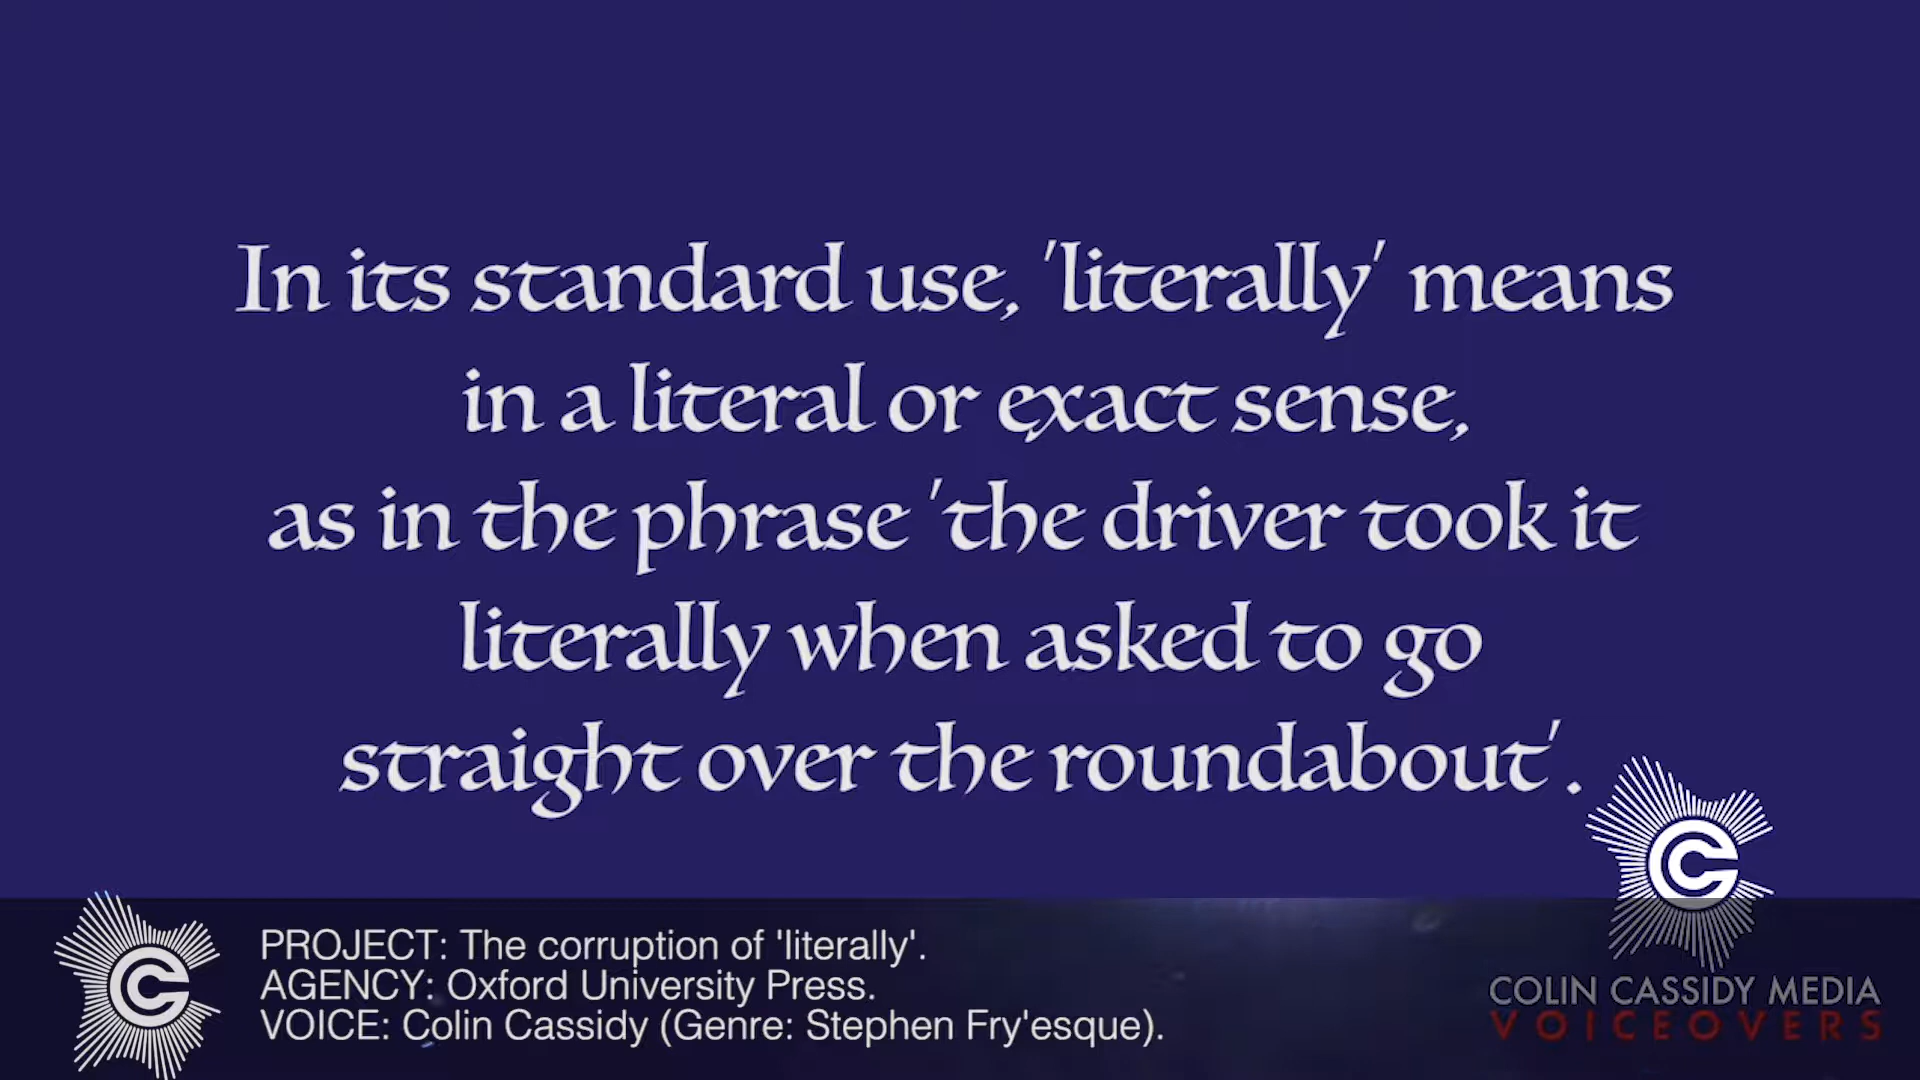 In its standard use, 'literally' means
in a literal or exact sense,
as in the phrase 'the driver took it
literally when asked to go
straight over the roundabout'.
PROJECT: The corruption of 'literally'.
AGENCY: Oxford University Press.
VOICE: Colin Cassidy (Genre: Stephen Fry'esque).
COLIN CASSIDY MEDIA
VOICEOVERS